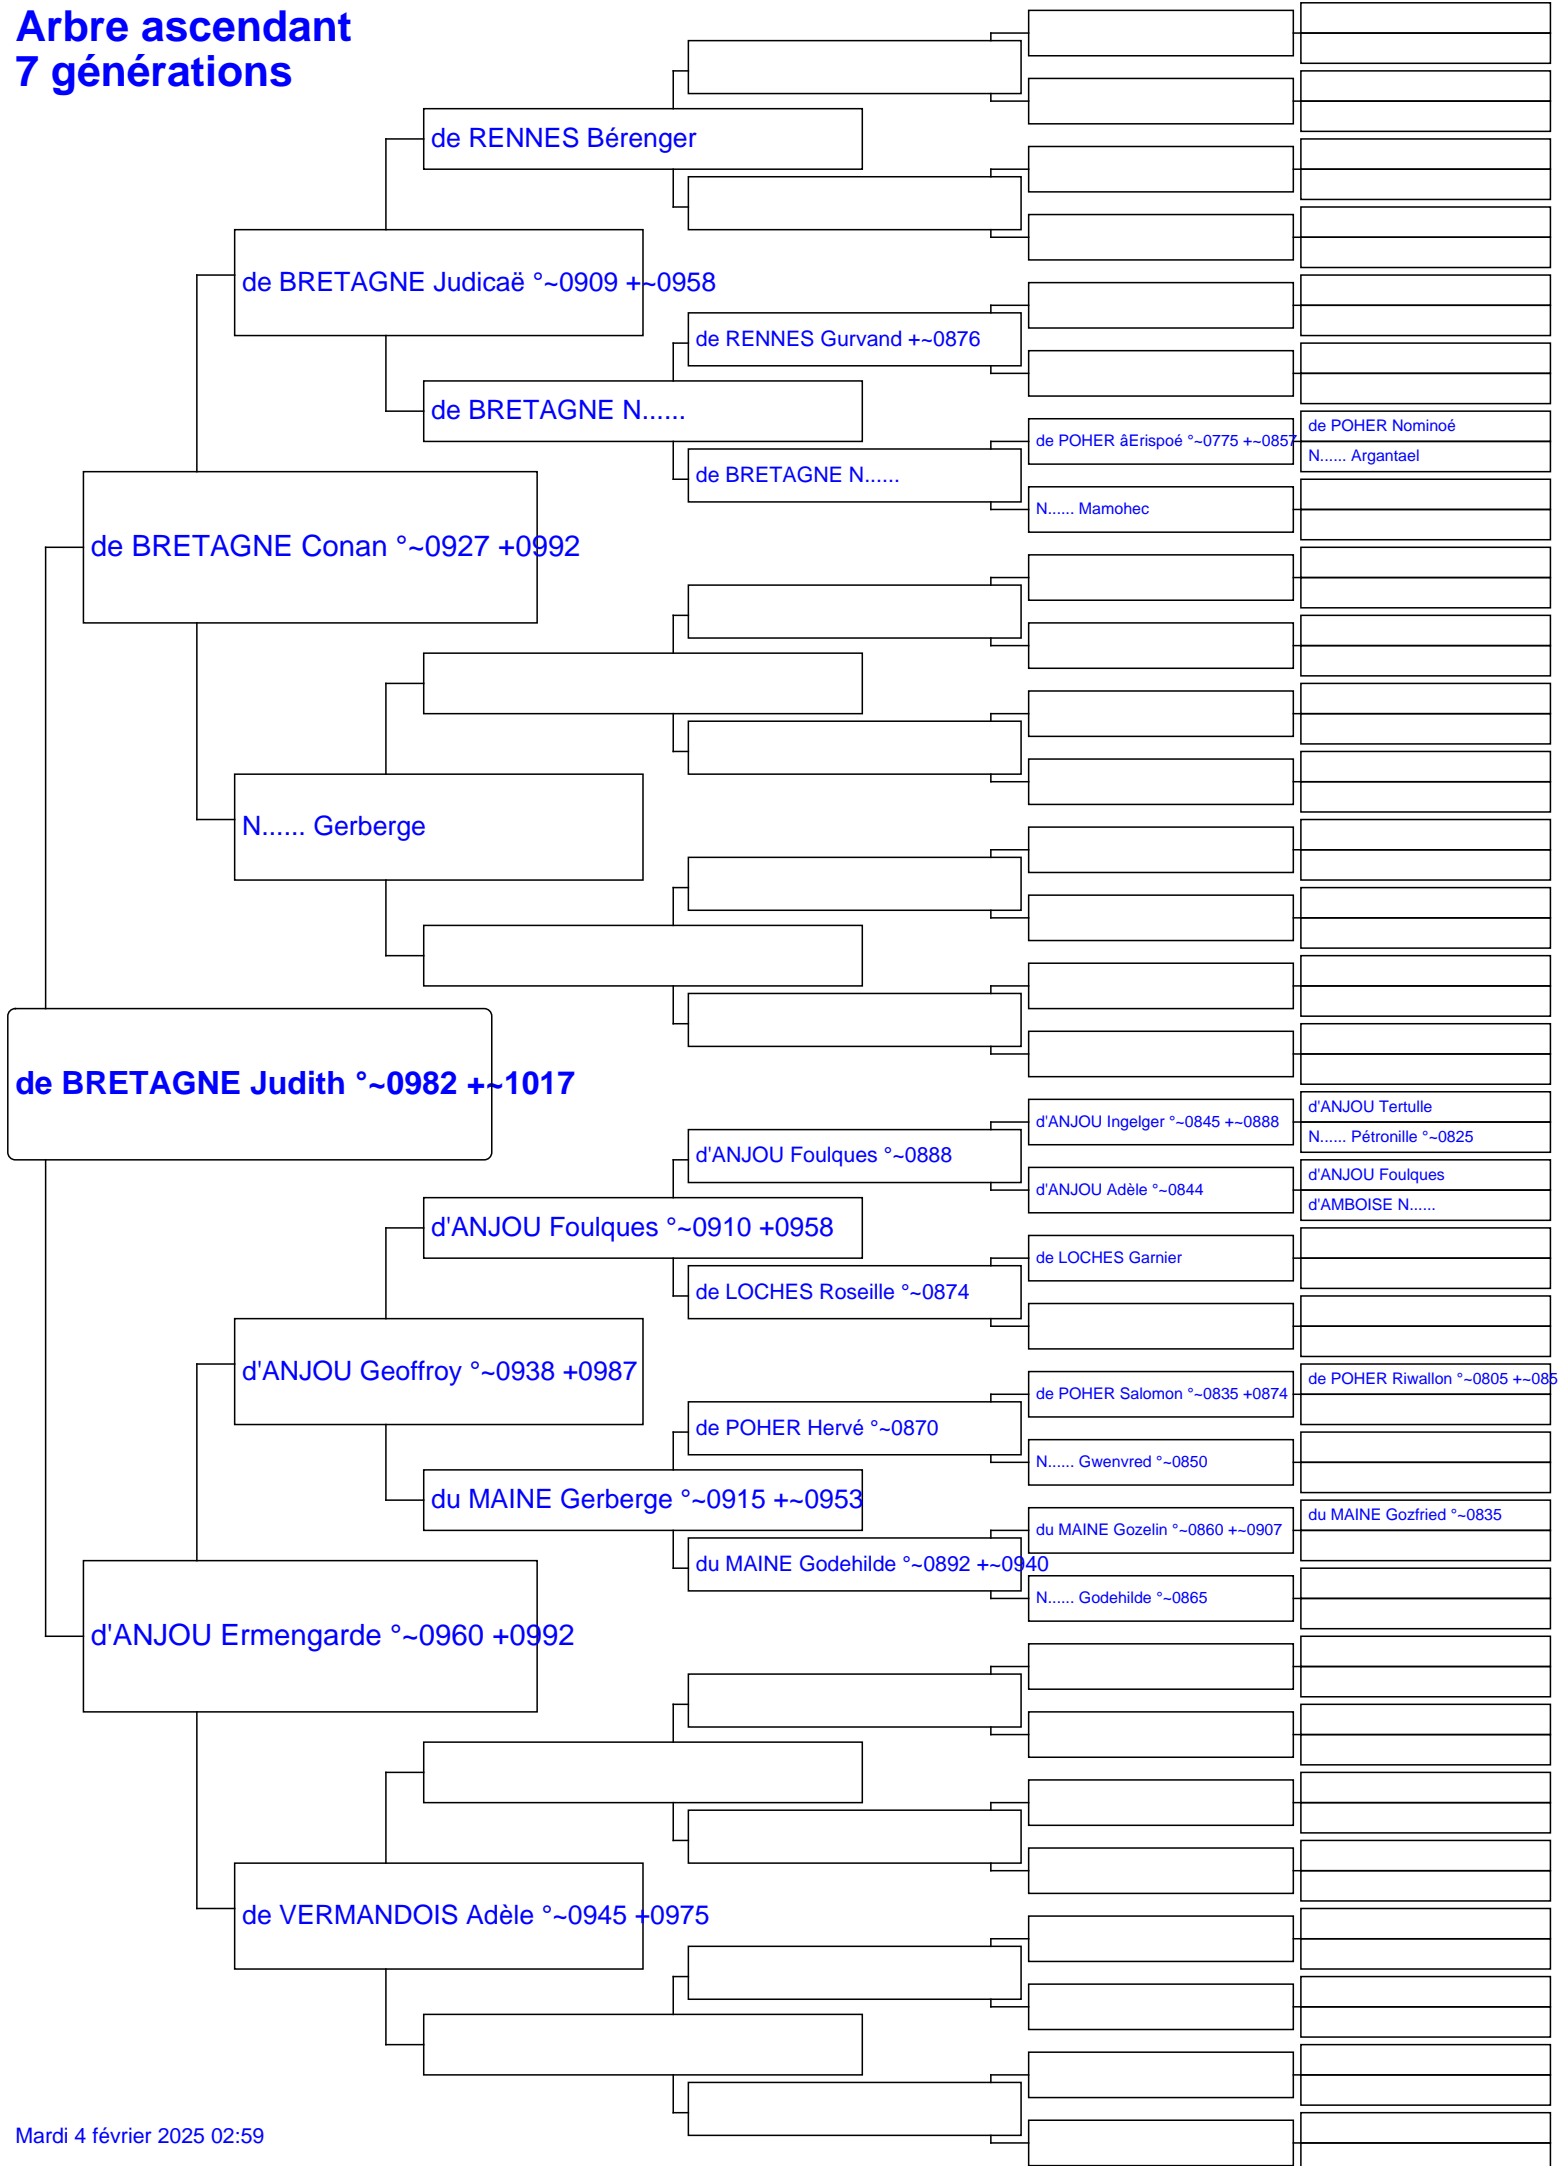 Arbre ascendant
7 générations
de RENNES Bérenger
de BRETAGNE Judicaë °~0909 +~0958
de RENNES Gurvand +~0876
de BRETAGNE N......
de POHER âErispoé °~0775 +~0857
de POHER Nominoé
N...... Argantael
de BRETAGNE N......
N...... Mamohec
de BRETAGNE Conan °~0927 +0992
N...... Gerberge
de BRETAGNE Judith °~0982 +~1017
d'ANJOU Ingelger °~0845 +~0888
d'ANJOU Tertulle
N...... Pétronille °~0825
d'ANJOU Foulques °~0888
d'ANJOU Adèle °~0844
d'ANJOU Foulques
d'AMBOISE N......
d'ANJOU Foulques °~0910 +0958
de LOCHES Garnier
de LOCHES Roseille °~0874
d'ANJOU Geoffroy °~0938 +0987
de POHER Salomon °~0835 +0874
de POHER Riwallon °~0805 +~085
de POHER Hervé °~0870
N...... Gwenvred °~0850
du MAINE Gerberge °~0915 +~0953
du MAINE Gozelin °~0860 +~0907
du MAINE Gozfried °~0835
du MAINE Godehilde °~0892 +~0940
N...... Godehilde °~0865
d'ANJOU Ermengarde °~0960 +0992
de VERMANDOIS Adèle °~0945 +0975
Mardi 4 février 2025 02:59